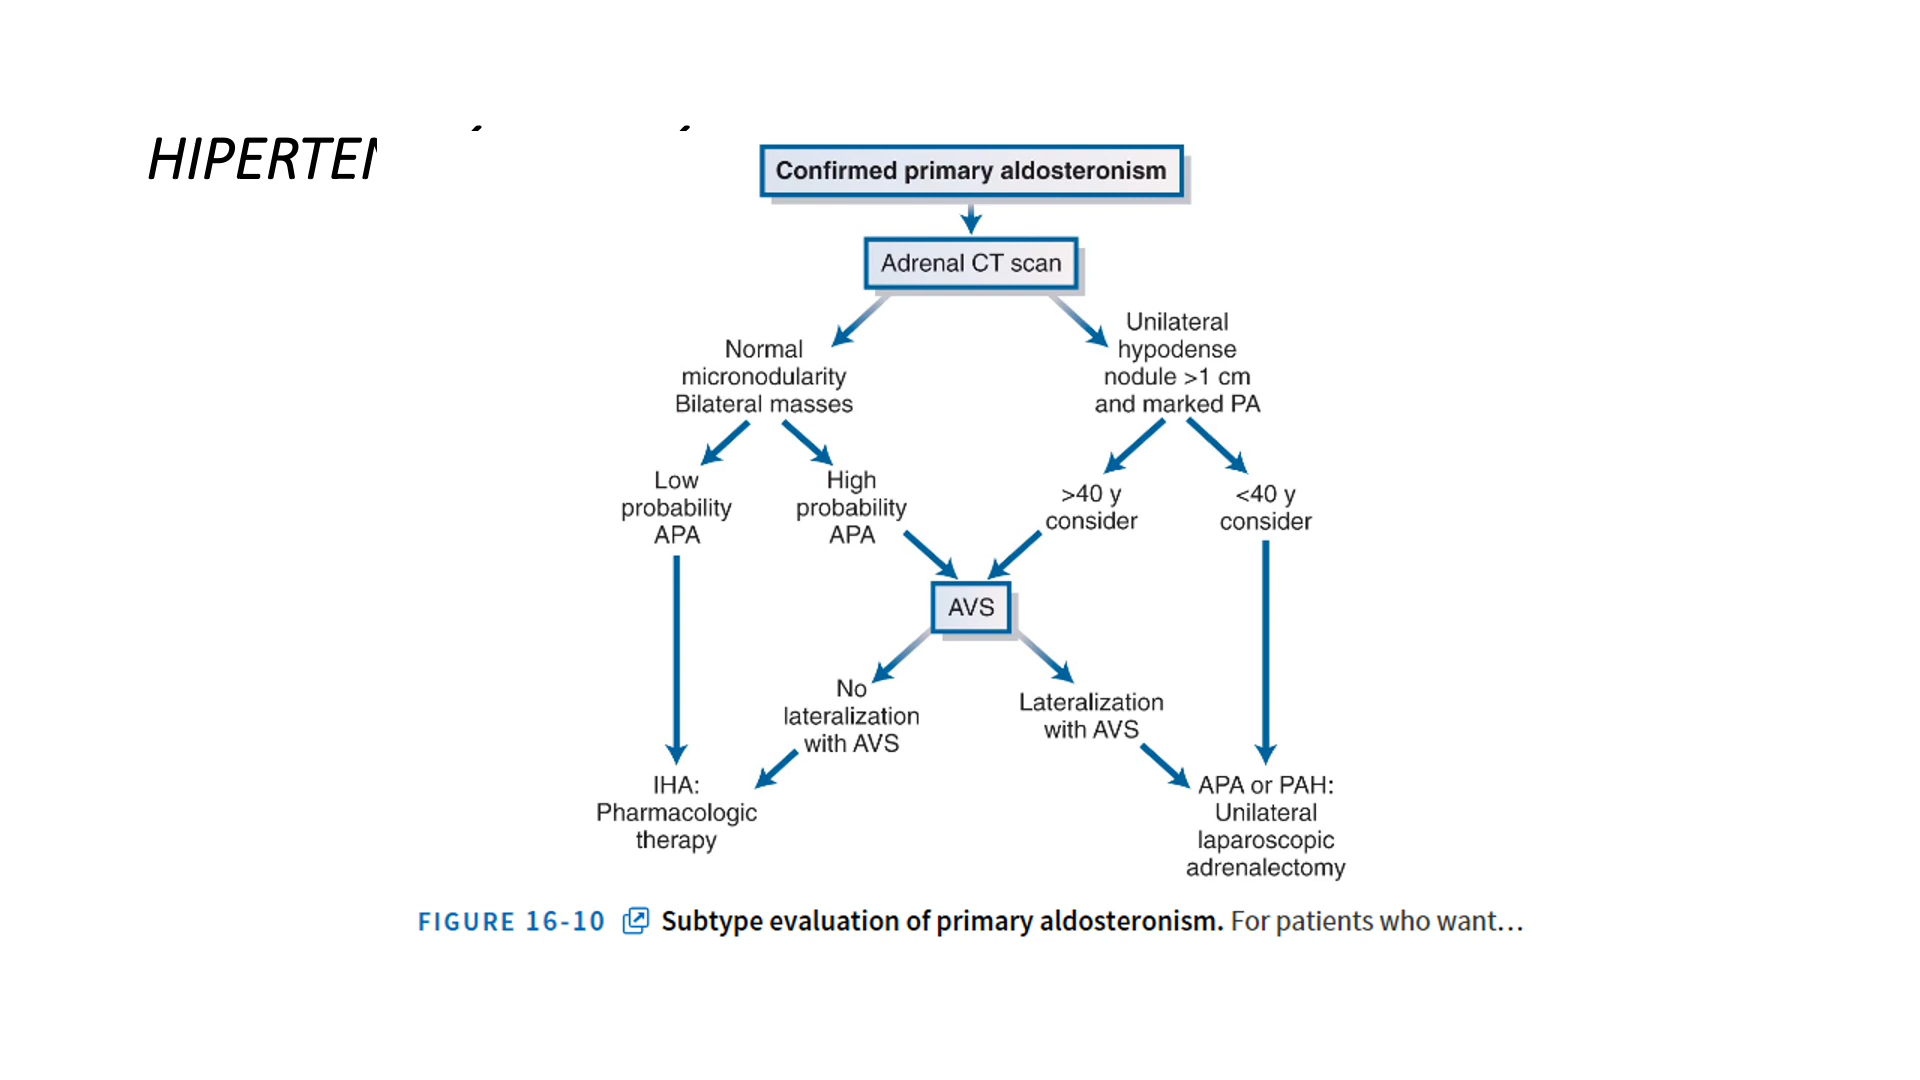 Confirmed primary aldosteronism
Adrenal CT scan
Normal
micronodularity
Bilateral masses
Unilateral
hypodense
nodule >1 cm
and marked PA
Low
probability
APA
High
probability
APA
>40 y
consider
<40 y
consider
AVS
No
lateralization
with AVS
Lateralization
with AVS
IHA:
Pharmacologic
therapy
APA or PAH:
Unilateral
laparoscopic
adrenalectomy
FIGURE 16-10 Subtype evaluation of primary aldosteronism. For patients who want…